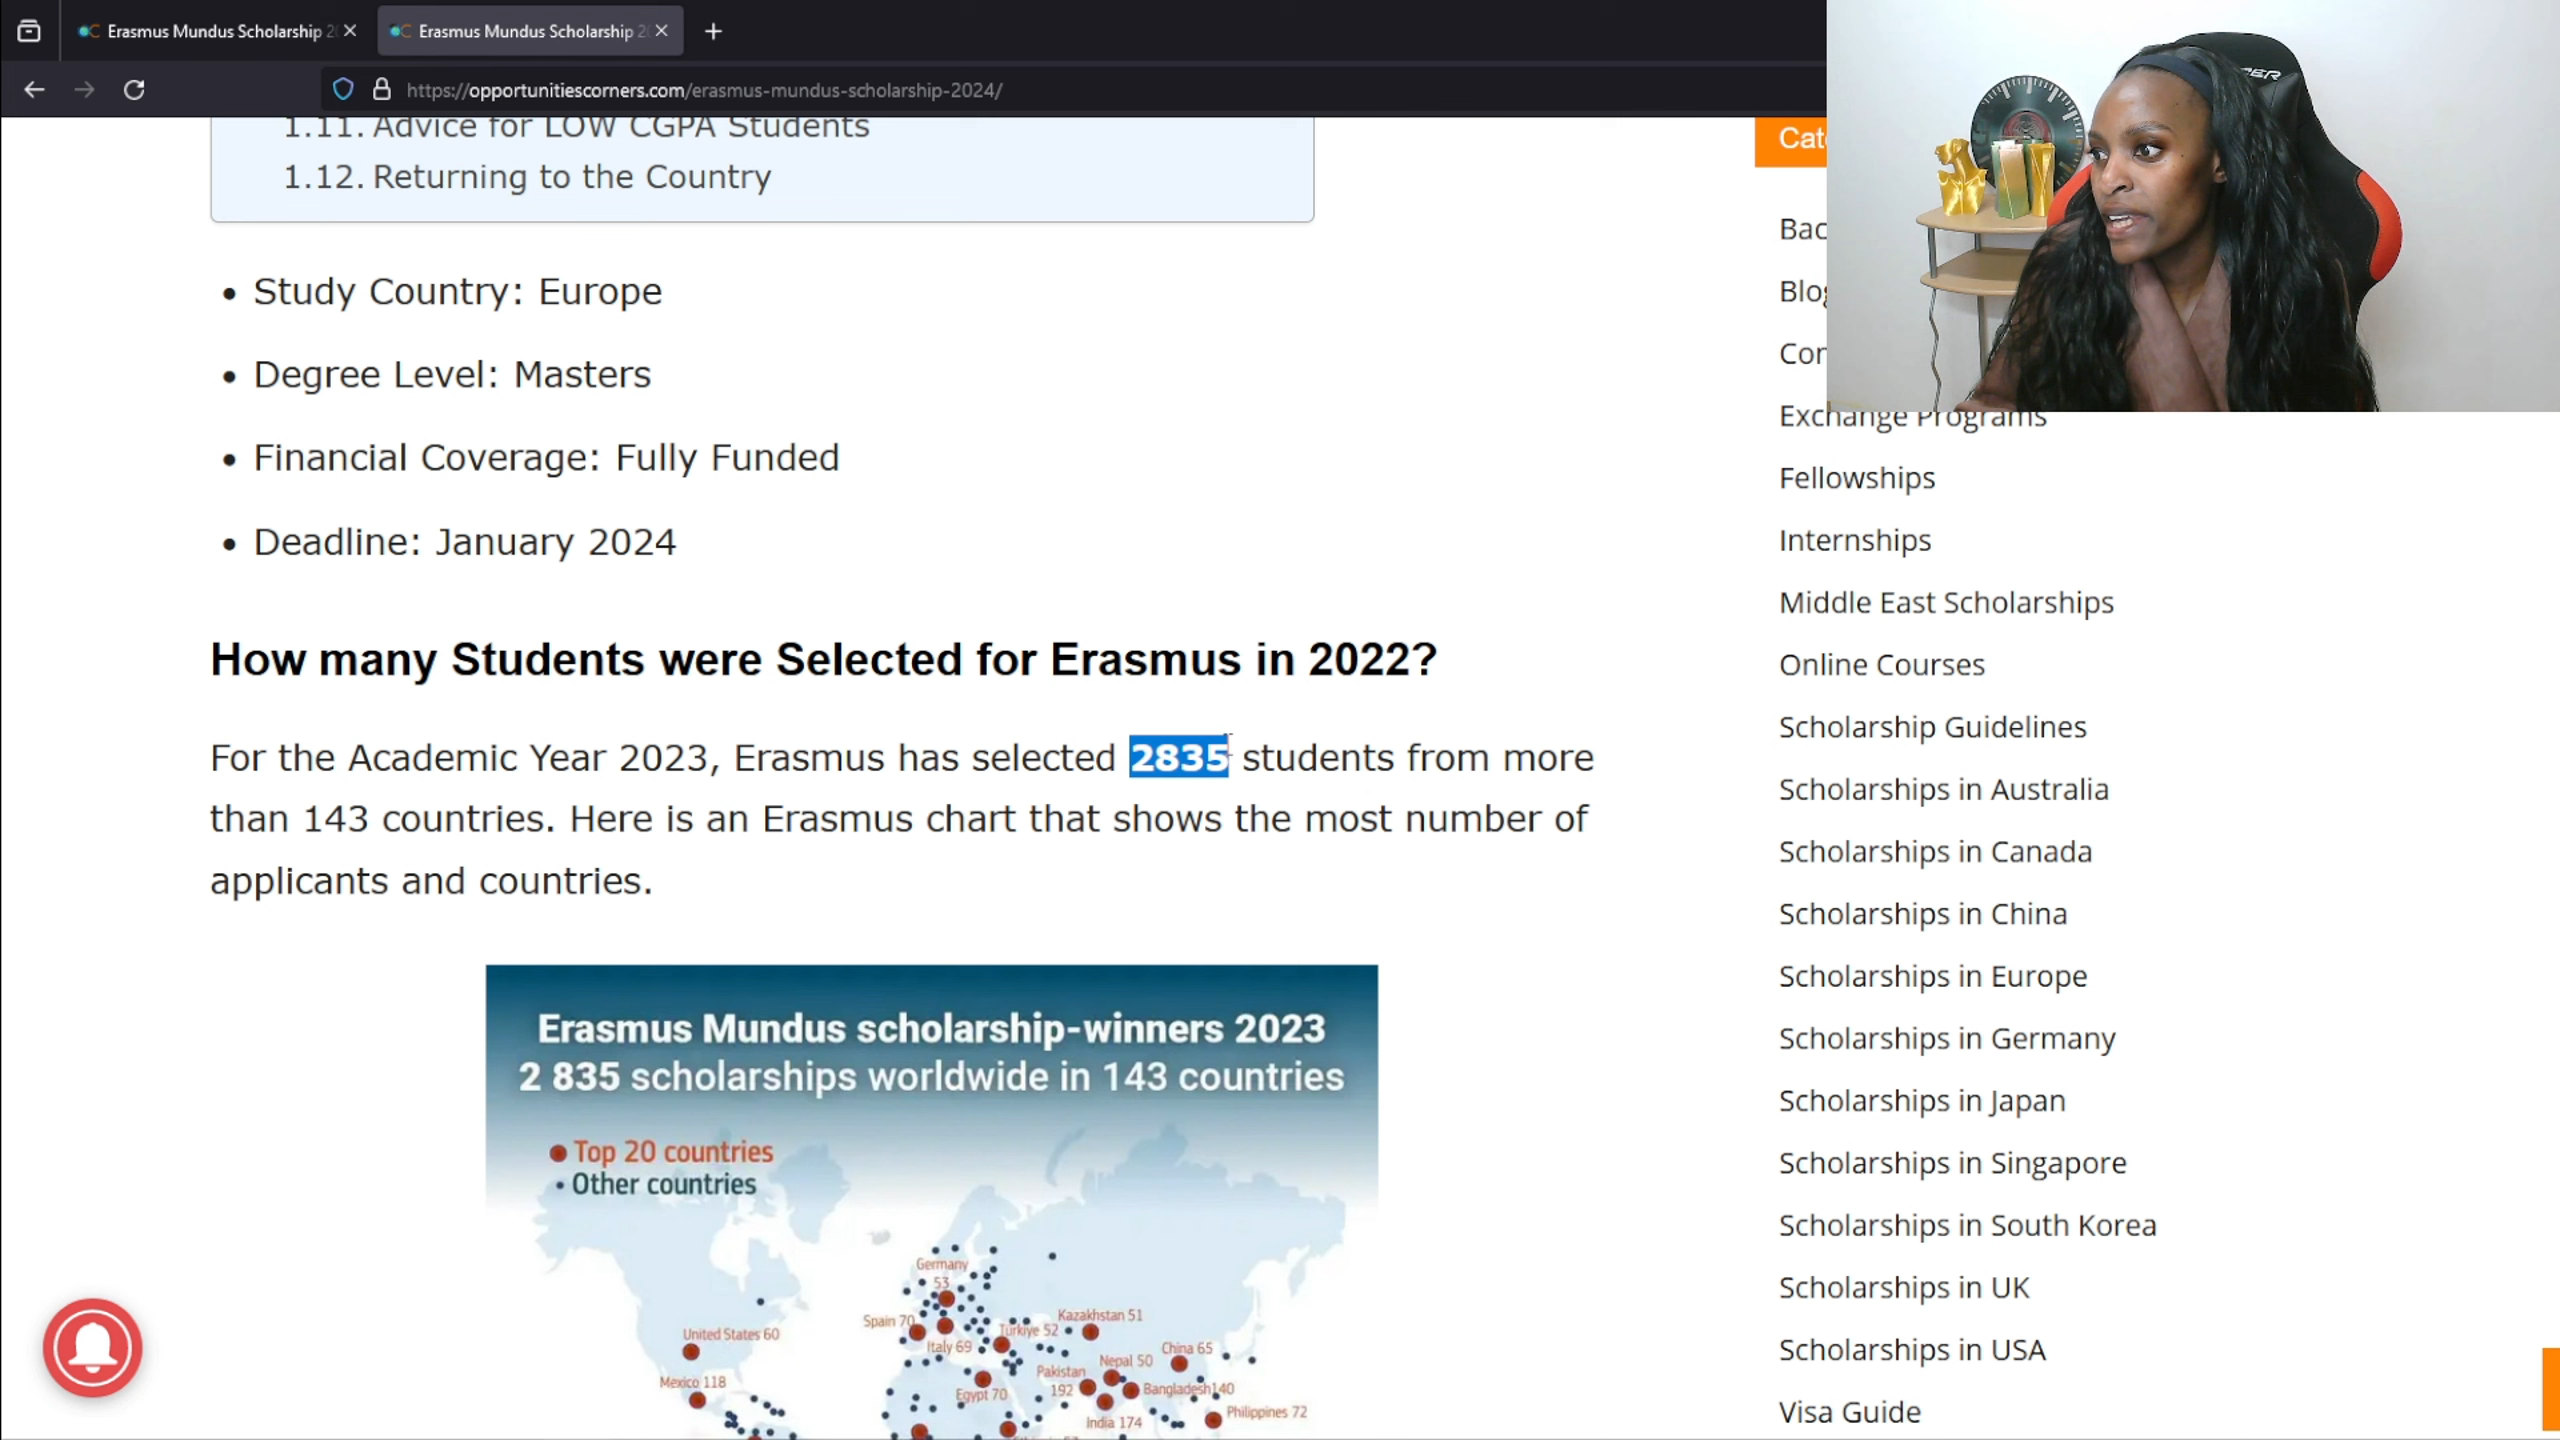 Erasmus Mundus Scholarship 2
Erasmus Mundus Scholarship 2
https://opportunitiescorners.com/erasmus-mundus-scholarship-2024/
1.11. Advice for LOW CGPA Students
1.12. Returning to the Country
• Study Country: Europe
• Degree Level: Masters
• Financial Coverage: Fully Funded
• Deadline: January 2024
How many Students were Selected for Erasmus in 2022?
For the Academic Year 2023, Erasmus has selected 2835 students from more
than 143 countries. Here is an Erasmus chart that shows the most number of
applicants and countries.
Erasmus Mundus scholarship-winners 2023
2 835 scholarships worldwide in 143 countries
Top 20 countries
Other countries
Germany
53
Spain 70
Italy 69
Türkiye 52
Kazakhstan 51
United States 60
China 65
Nepal 50
Pakistan
192
Bangladesh 140
Mexico 118
Egypt 70
India 174
Philippines 72
Exchange Programs
Fellowships
Internships
Middle East Scholarships
Online Courses
Scholarship Guidelines
Scholarships in Australia
Scholarships in Canada
Scholarships in China
Scholarships in Europe
Scholarships in Germany
Scholarships in Japan
Scholarships in Singapore
Scholarships in South Korea
Scholarships in UK
Scholarships in USA
Visa Guide